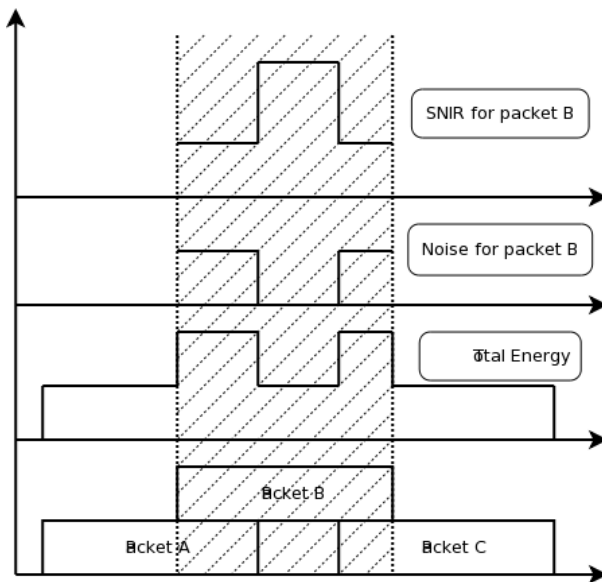 SNIR for packet B
Noise for packet B
Total Energy
Packet B
Packet A
Packet C